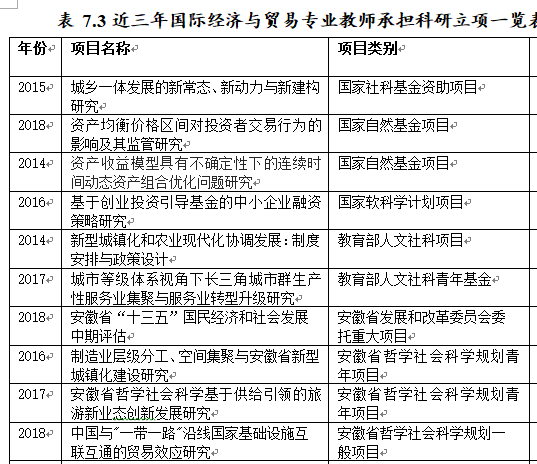 表 7.3 近三年国际经济与贸易专业教师承担科研立项一览
年份 项目名称 项目类别
2015 城乡一体发展的新常态、新动力与新建构 国家社科基金资助项目
研究
2018 资产均衡价格区间对投资者交易行为的 国家自然基金项目
影响及其监管研究
2014 资产收益模型具有不确定性下的连续时 国家自然基金项目
间动态资产组合优化问题研究
2016 基于创业投资引导基金的中小企业融资 国家软科学计划项目
策略研究
2014 新型城镇化和农业现代化协调发展：制度 教育部人文社科项目
安排与政策设计
2017 城市等级体系视角下长三角城市群生产 教育部人文社科青年基金
性服务业集聚与服务业转型升级研究
2018 安徽省“十三五”国民经济和社会发展 安徽省发展和改革委员会委
中期评估 托重大项目
2016 制造业层级分工、空间集聚与安徽省新型 安徽省哲学社会科学规划青
城镇化建设研究 年项目
2017 安徽省哲学社会科学基于供给引领的旅 安徽省哲学社会科学规划青
游新业态创新发展研究 年项目
2018 中国与"一带一路"沿线国家基础设施互 安徽省哲学社会科学规划一
联互通的贸易效应研究 般项目